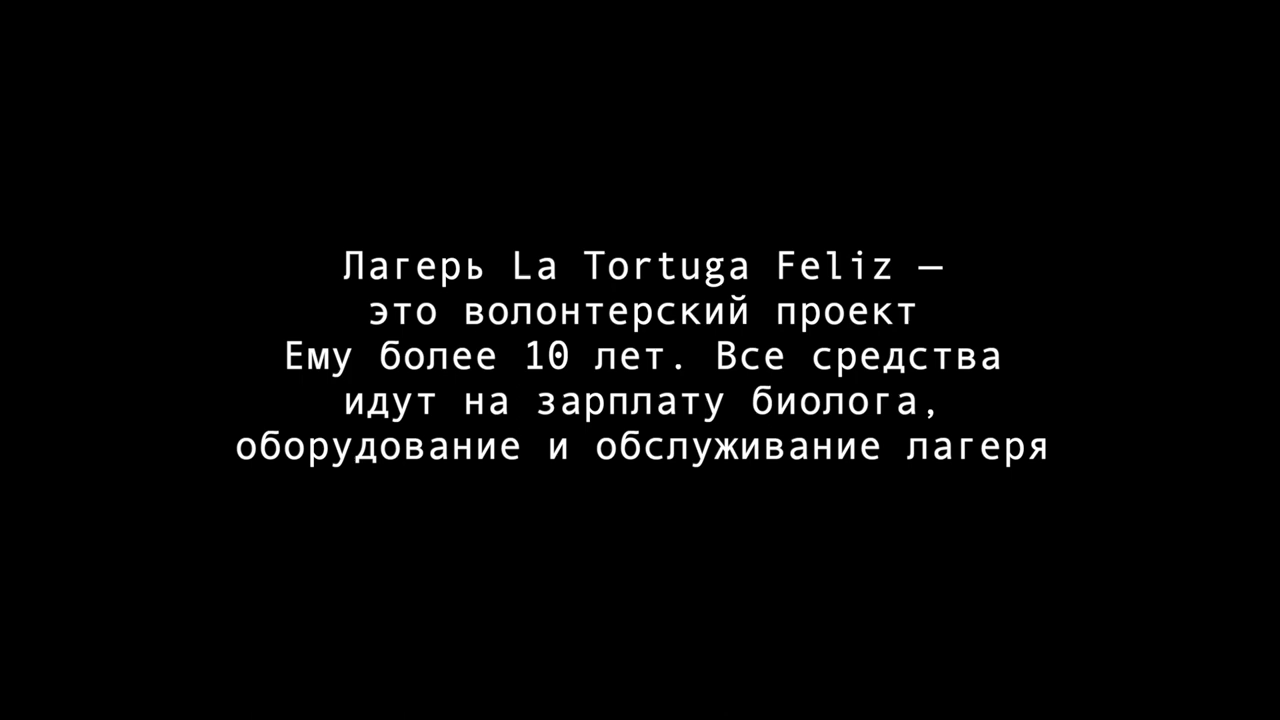 Лагерь La Tortuga Feliz —
это волонтерский проект
Ему более 10 лет. Все средства
идут на зарплату биолога,
оборудование и обслуживание лагеря